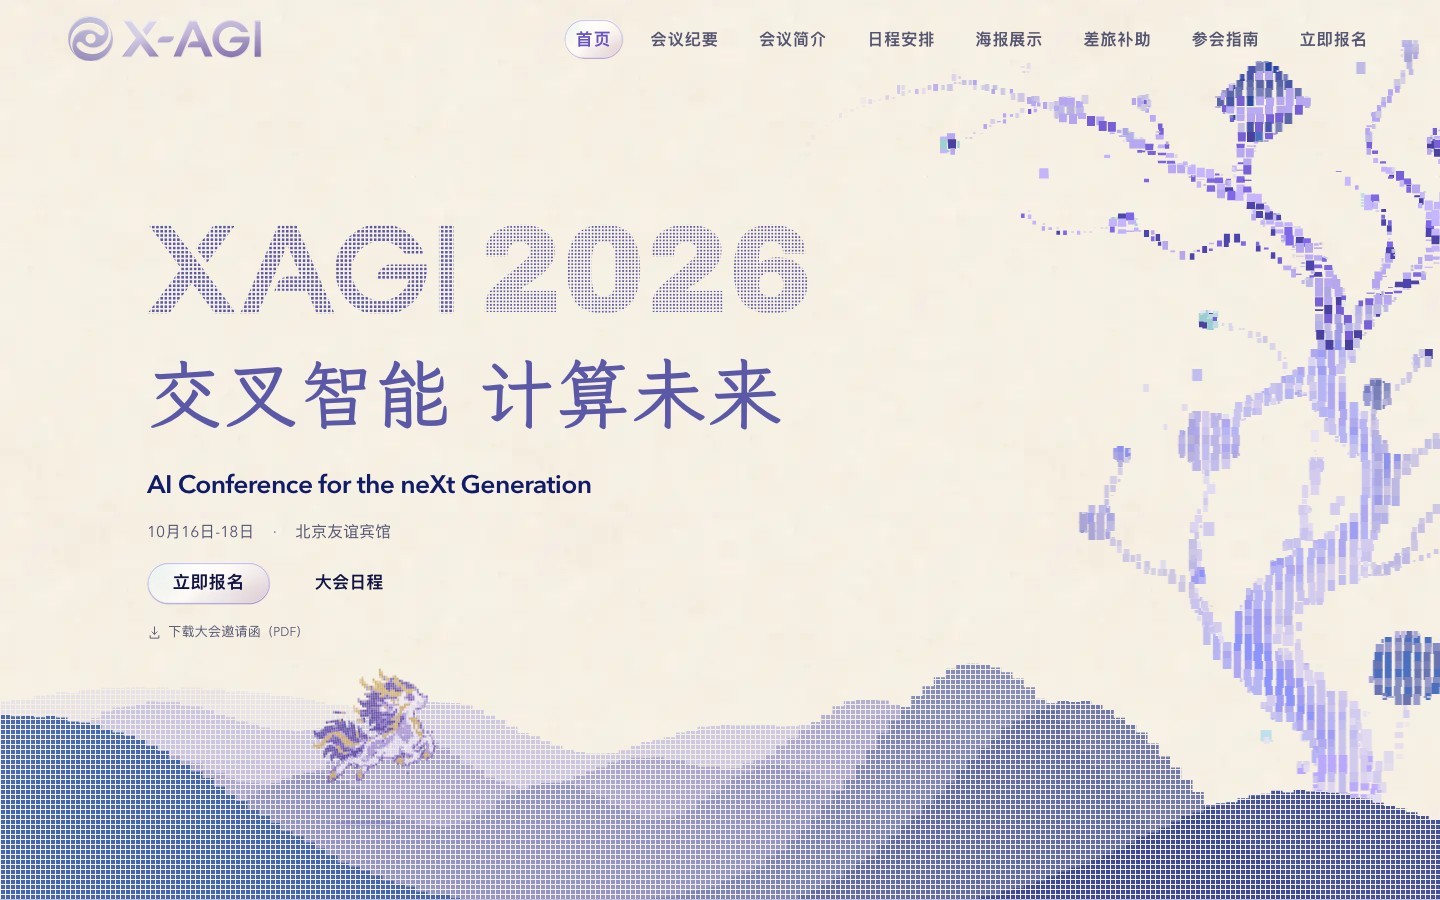 X-AGI
首页
会议纪要
会议简介
日程安排
海报展示
差旅补助
参会指南
立即报名
XAGI 2026
交叉智能 计算未来
AI Conference for the neXt Generation
10月16日-18日 · 北京友谊宾馆
立即报名
大会日程
下载大会邀请函（PDF）